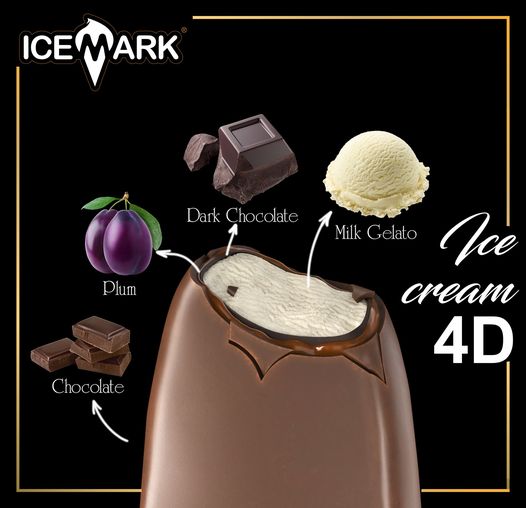 ICEMARK®
Dark Chocolate
Milk Gelato
Plum
Chocolate
Ice
cream
4D